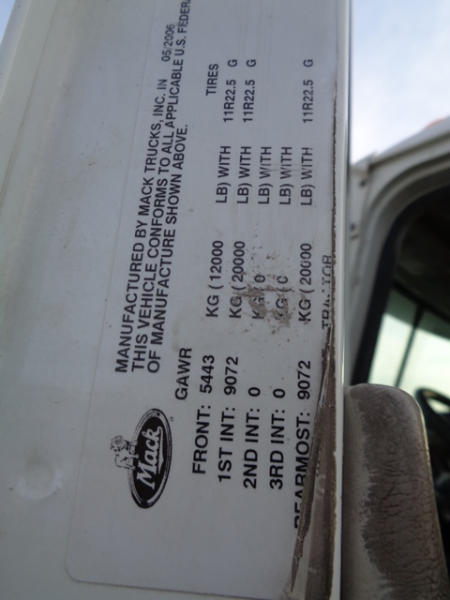 MANUFACTURED BY MACK TRUCKS, INC. IN 05/2006
THIS VEHICLE CONFORMS TO ALL APPLICABLE U.S. FEDER
OF MANUFACTURE SHOWN ABOVE.
Mack
GAWR TIRES
FRONT: 5443 KG ( 12000 LB) WITH 11R22.5 G
1ST INT: 9072 KG ( 20000 LB) WITH 11R22.5 G
2ND INT: 0 KG ( 0 LB) WITH
3RD INT: 0 KG ( 0 LB) WITH
REARMOST: 9072 KG ( 20000 LB) WITH 11R22.5 G
TRACTOR